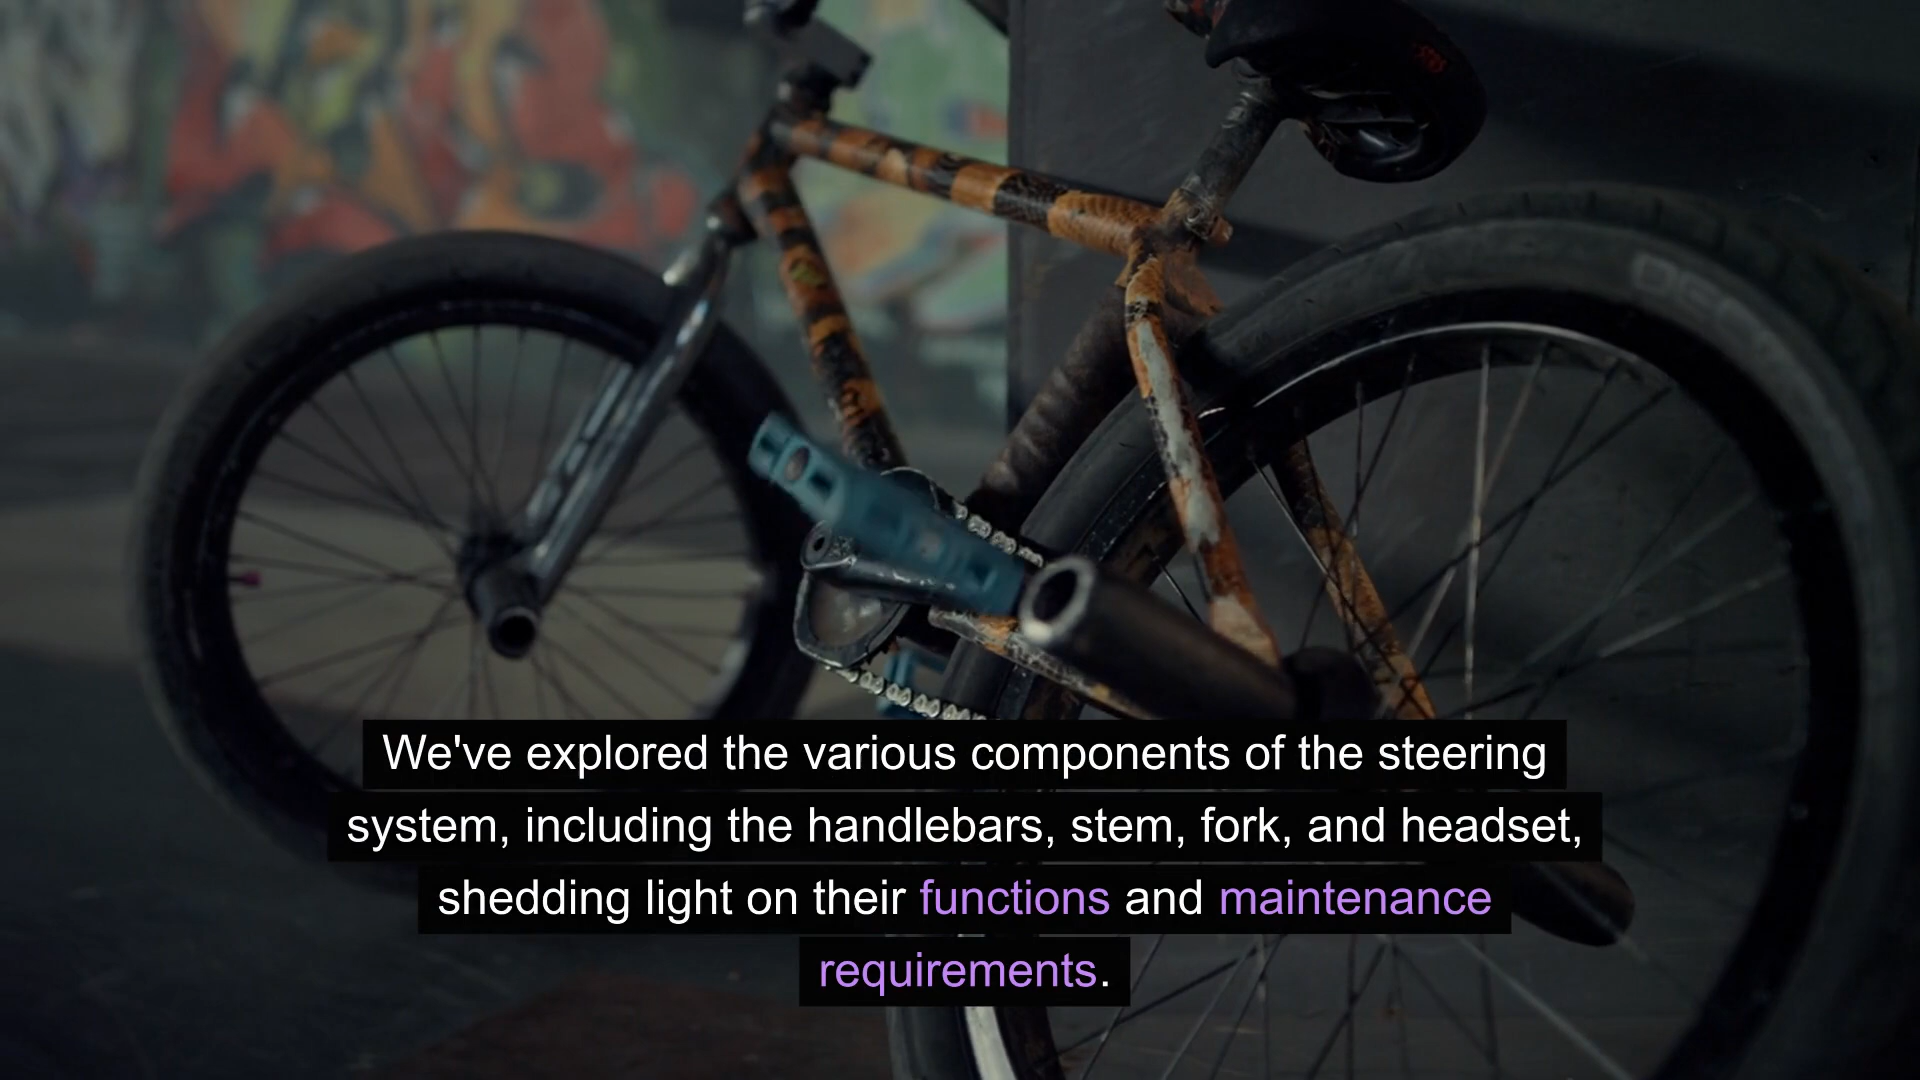 We've explored the various components of the steering
system, including the handlebars, stem, fork, and headset,
shedding light on their functions and maintenance
requirements.